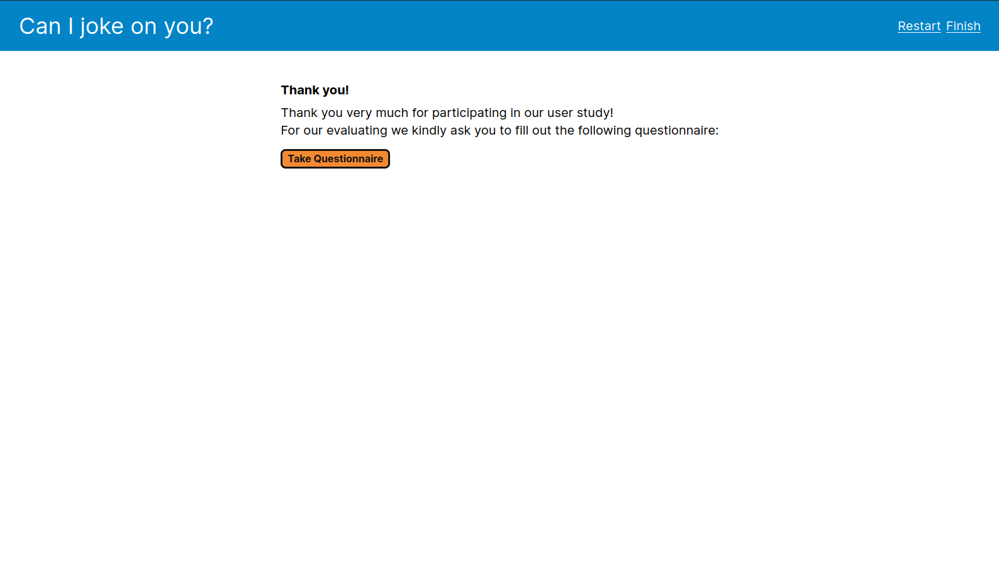 Can I joke on you?
Restart Finish
Thank you!
Thank you very much for participating in our user study!
For our evaluating we kindly ask you to fill out the following questionnaire:
Take Questionnaire